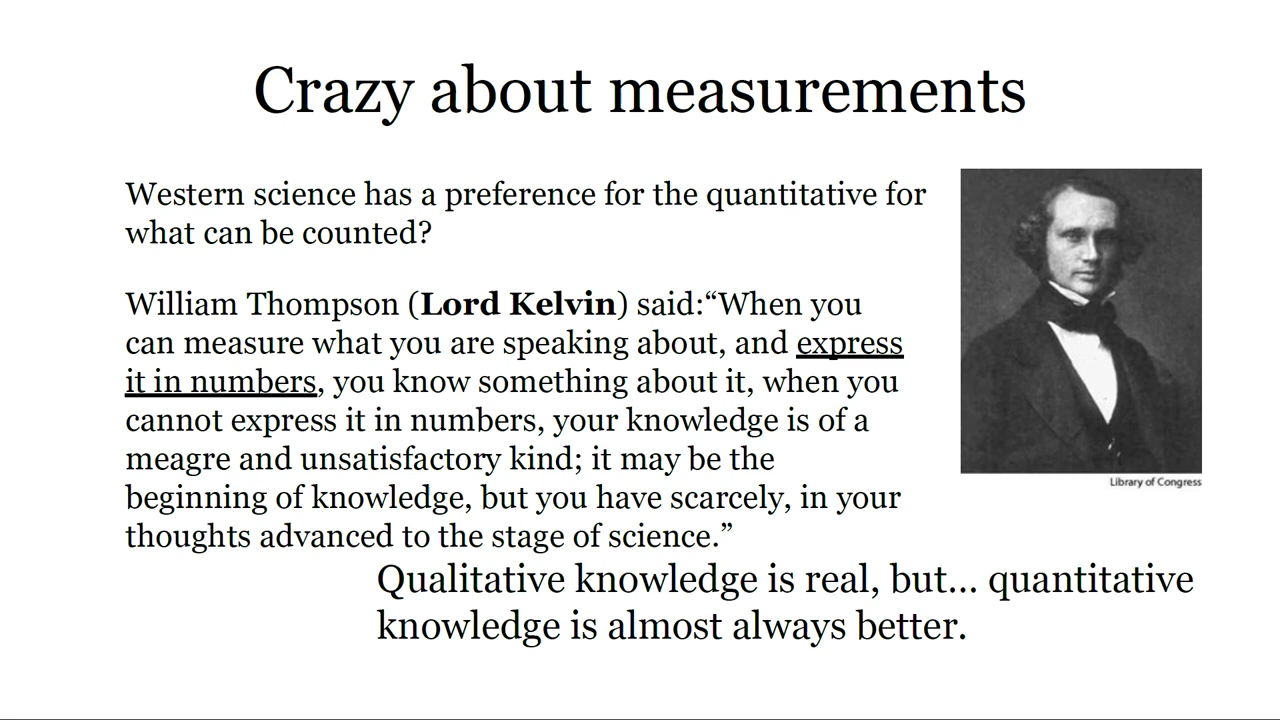 Crazy about measurements
Western science has a preference for the quantitative for
what can be counted?
William Thompson (Lord Kelvin) said:“When you
can measure what you are speaking about, and express
it in numbers, you know something about it, when you
cannot express it in numbers, your knowledge is of a
meagre and unsatisfactory kind; it may be the
beginning of knowledge, but you have scarcely, in your
thoughts advanced to the stage of science.”
Library of Congress
Qualitative knowledge is real, but... quantitative
knowledge is almost always better.